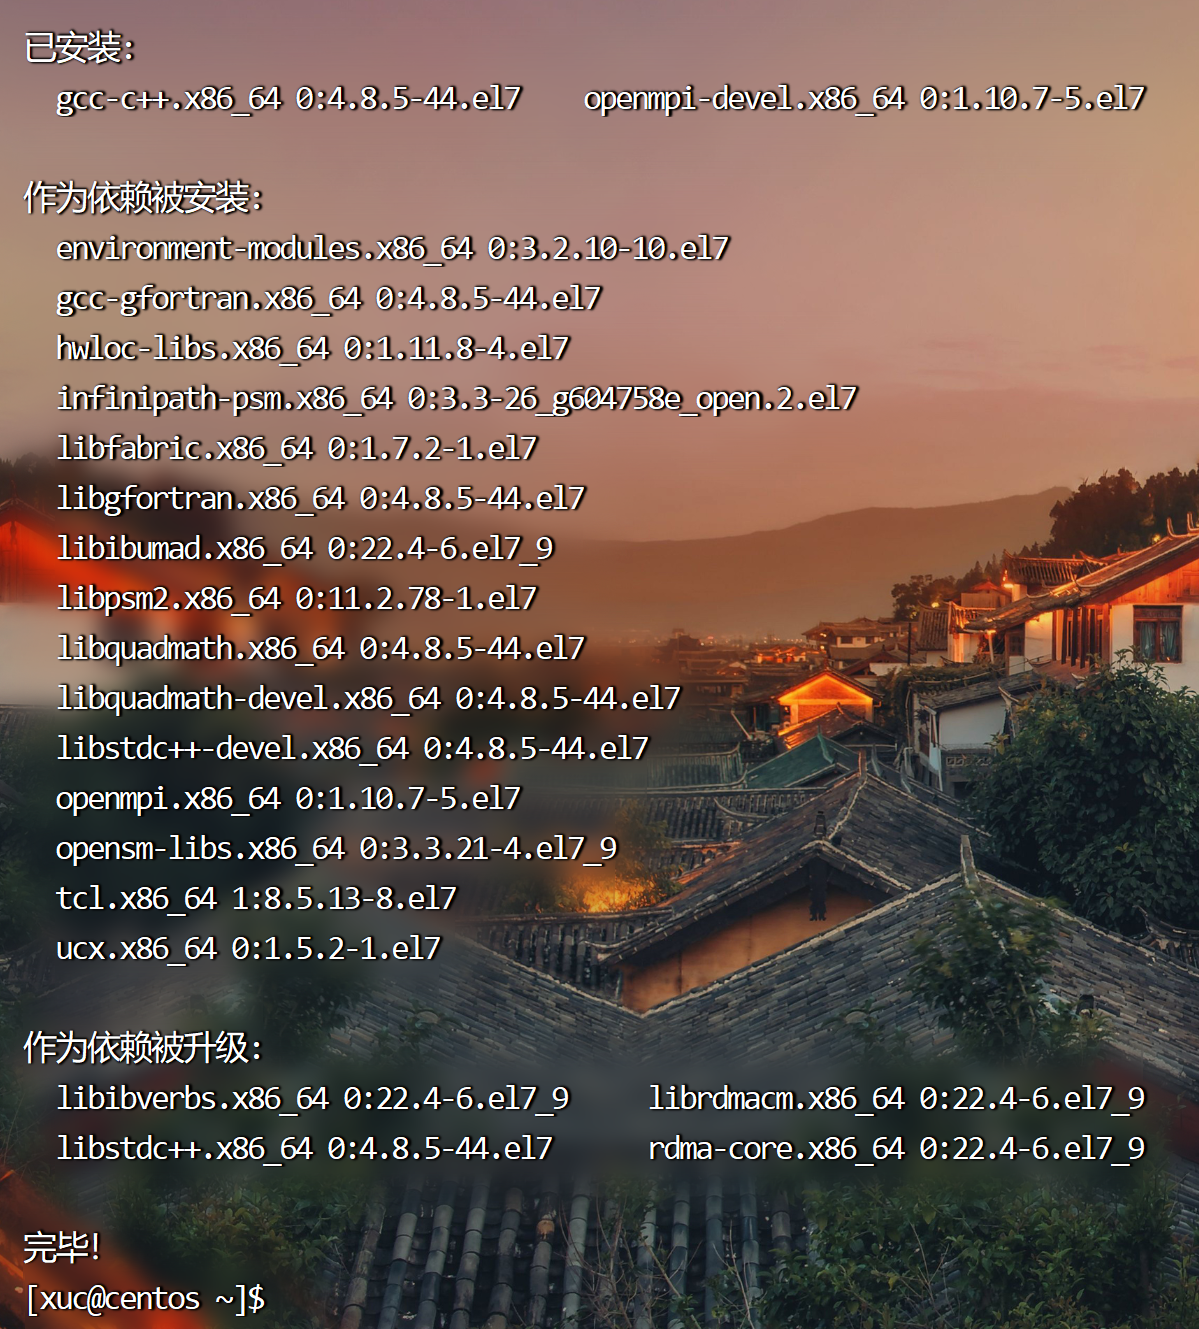 已安装:
gcc-c++.x86_64 0:4.8.5-44.el7 openmpi-devel.x86_64 0:1.10.7-5.el7
作为依赖被安装:
environment-modules.x86_64 0:3.2.10-10.el7
gcc-gfortran.x86_64 0:4.8.5-44.el7
hwloc-libs.x86_64 0:1.11.8-4.el7
infinipath-psm.x86_64 0:3.3-26_g604758e_open.2.el7
libfabric.x86_64 0:1.7.2-1.el7
libgfortran.x86_64 0:4.8.5-44.el7
libibumad.x86_64 0:22.4-6.el7_9
libpsm2.x86_64 0:11.2.78-1.el7
libquadmath.x86_64 0:4.8.5-44.el7
libquadmath-devel.x86_64 0:4.8.5-44.el7
libstdc++-devel.x86_64 0:4.8.5-44.el7
openmpi.x86_64 0:1.10.7-5.el7
opensm-libs.x86_64 0:3.3.21-4.el7_9
tcl.x86_64 1:8.5.13-8.el7
ucx.x86_64 0:1.5.2-1.el7
作为依赖被升级:
libibverbs.x86_64 0:22.4-6.el7_9 librdmacm.x86_64 0:22.4-6.el7_9
libstdc++.x86_64 0:4.8.5-44.el7 rdma-core.x86_64 0:22.4-6.el7_9
完毕!
[xuc@centos ~]$